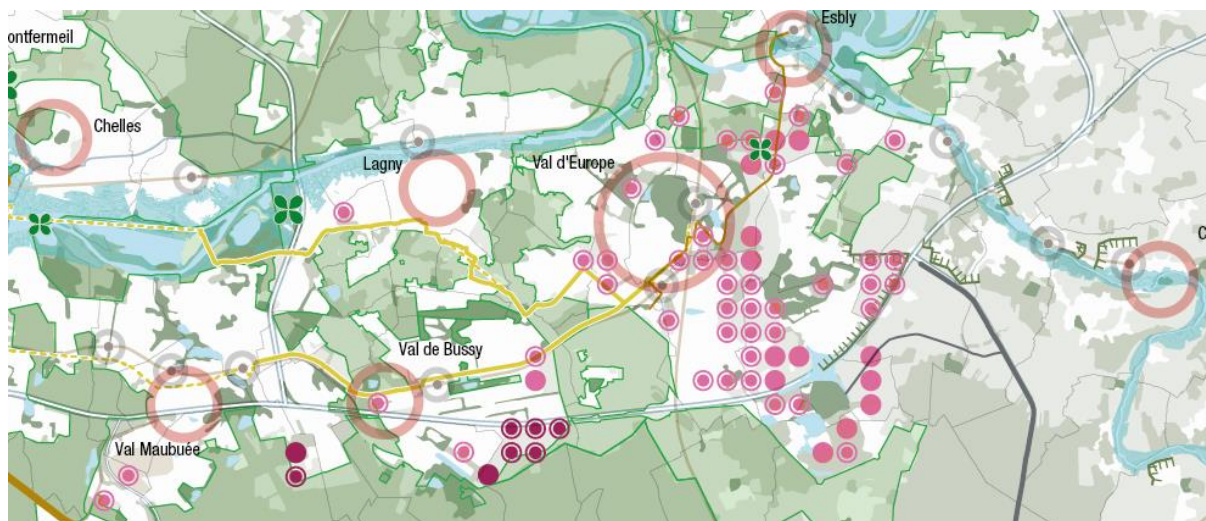 Esbly
ontfermeil
Chelles
Lagny
Val d'Europe
C
Val de Bussy
Val Maubuée